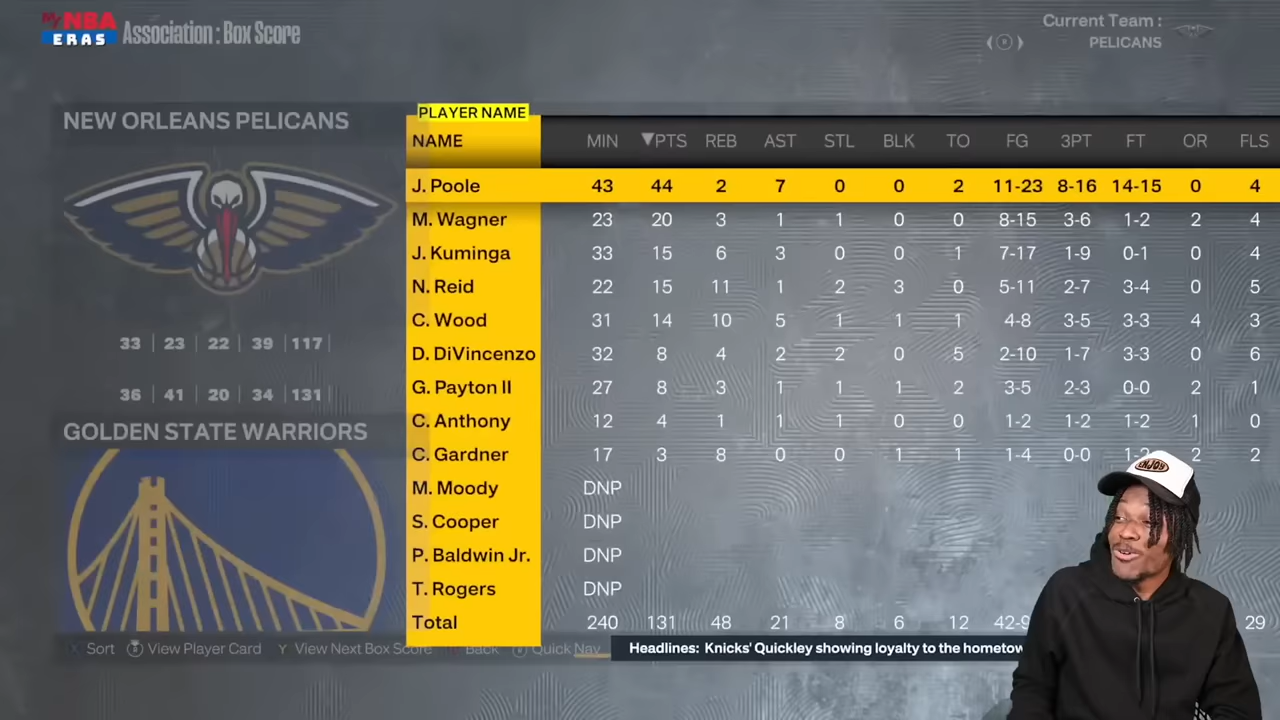 MyNBA ERAS Association : Box Score
Current Team :
PELICANS
NEW ORLEANS PELICANS
33 | 23 | 22 | 39 | 117 |
36 | 41 | 20 | 34 | 131 |
GOLDEN STATE WARRIORS
PLAYER NAME
NAME MIN ▼PTS REB AST STL BLK TO FG 3PT FT OR FLS
J. Poole 43 44 2 7 0 0 2 11-23 8-16 14-15 0 4
M. Wagner 23 20 3 1 1 0 0 8-15 3-6 1-2 2 4
J. Kuminga 33 15 6 3 0 0 1 7-17 1-9 0-1 0 4
N. Reid 22 15 11 1 2 3 0 5-11 2-7 3-4 0 5
C. Wood 31 14 10 5 1 1 1 4-8 3-5 3-3 4 3
D. DiVincenzo 32 8 4 2 2 0 5 2-10 1-7 3-3 0 6
G. Payton II 27 8 3 1 1 1 2 3-5 2-3 0-0 2 1
C. Anthony 12 4 1 1 1 0 0 1-2 1-2 1-2 1 0
C. Gardner 17 3 8 0 0 1 1 1-4 0-0 1-2 2 2
M. Moody DNP
S. Cooper DNP
P. Baldwin Jr. DNP
T. Rogers DNP
Total 240 131 48 21 8 6 12 29
X Sort View Player Card Y View Next Box Score Back Quick Nav
Headlines: Knicks' Quickley showing loyalty to the
ENJOY